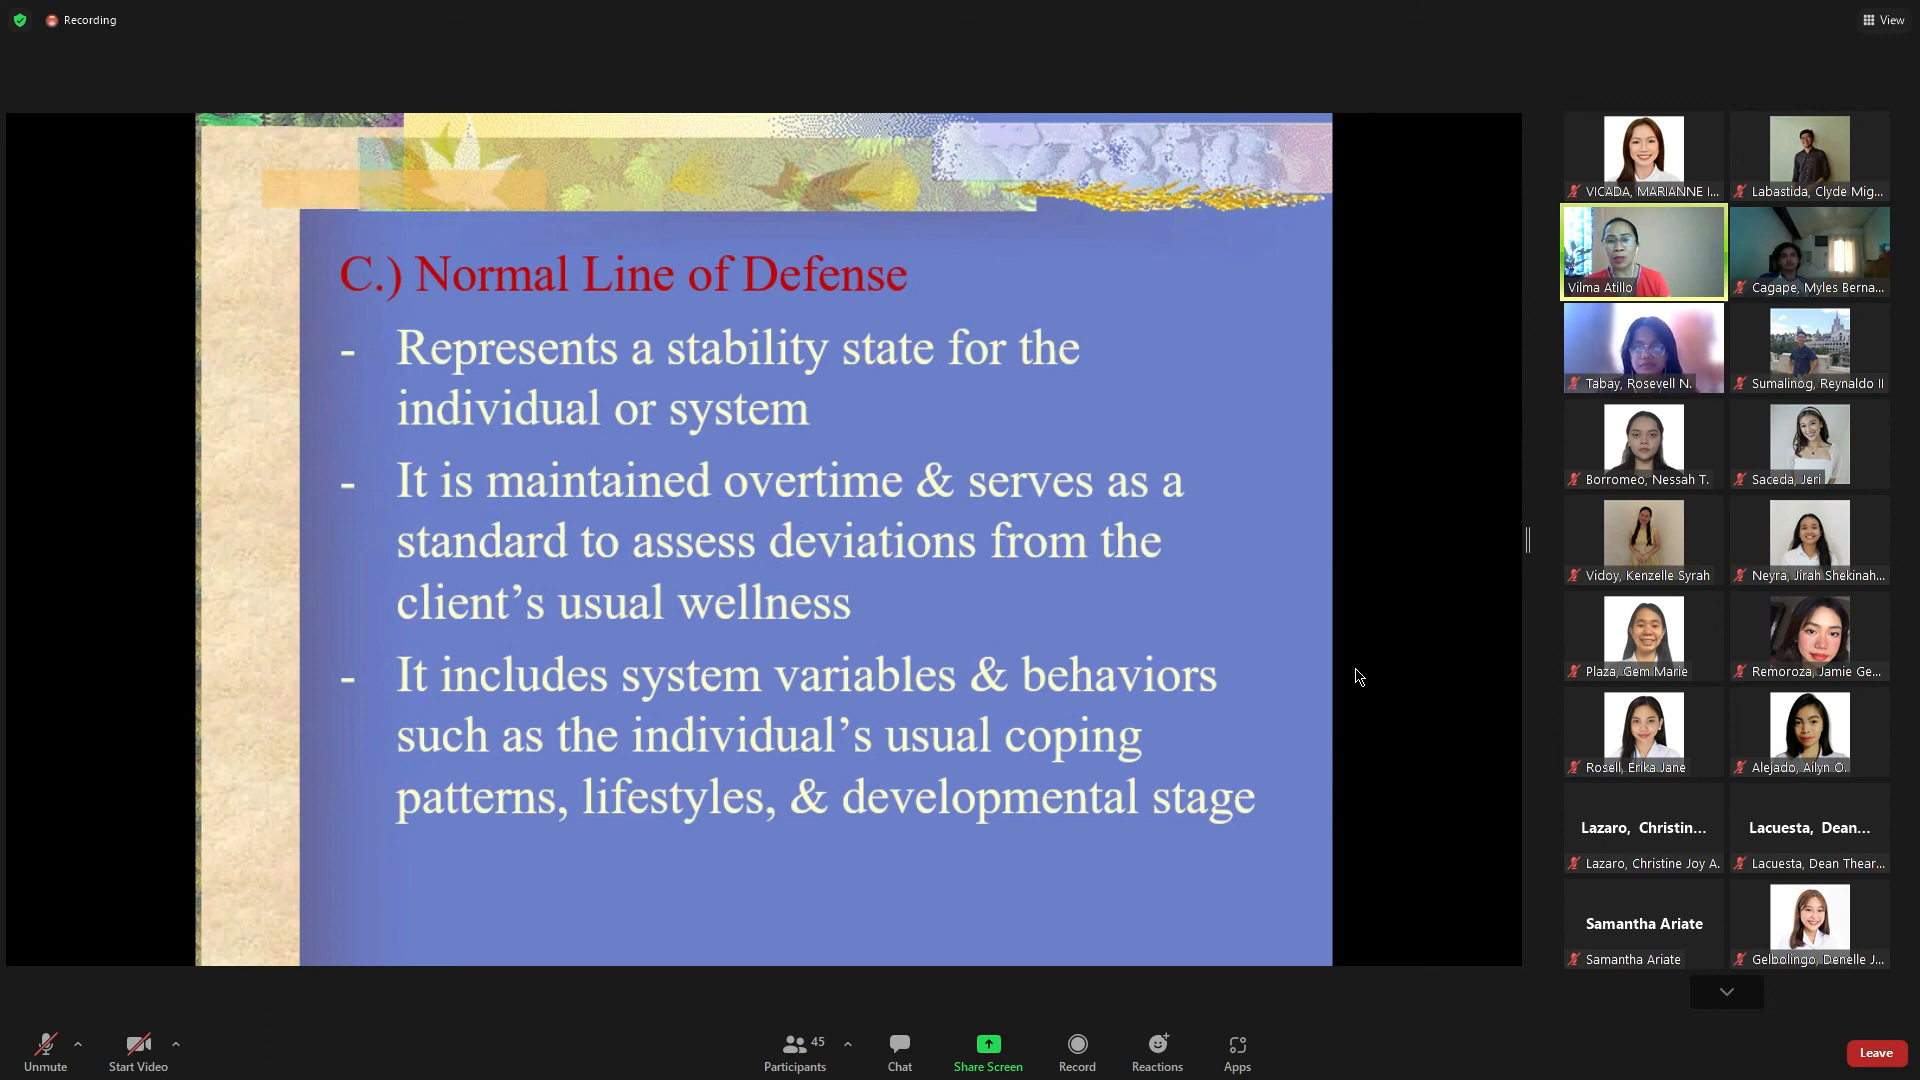 Recording
View
C.) Normal Line of Defense
- Represents a stability state for the
individual or system
- It is maintained overtime & serves as a
standard to assess deviations from the
client’s usual wellness
- It includes system variables & behaviors
such as the individual’s usual coping
patterns, lifestyles, & developmental stage
VICADA, MARIANNE I...
Labastida, Clyde Mig...
Vilma Atillo
Cagape, Myles Berna...
Tabay, Rosevell N.
Sumalinog, Reynaldo II
Borromeo, Nessah T.
Saceda, Jeri
Vidoy, Kenzelle Syrah
Neyra, Jirah Shekinah...
Plaza, Gem Marie
Remoroza, Jamie Ge...
Rosell, Erika Jane
Alejado, Ailyn O.
Lazaro, Christin...
Lacuesta, Dean...
Lazaro, Christine Joy A.
Lacuesta, Dean Thear...
Samantha Ariate
Samantha Ariate
Gelbolingo, Denelle J...
Unmute
Start Video
45
Participants
Chat
Share Screen
Record
Reactions
Apps
Leave